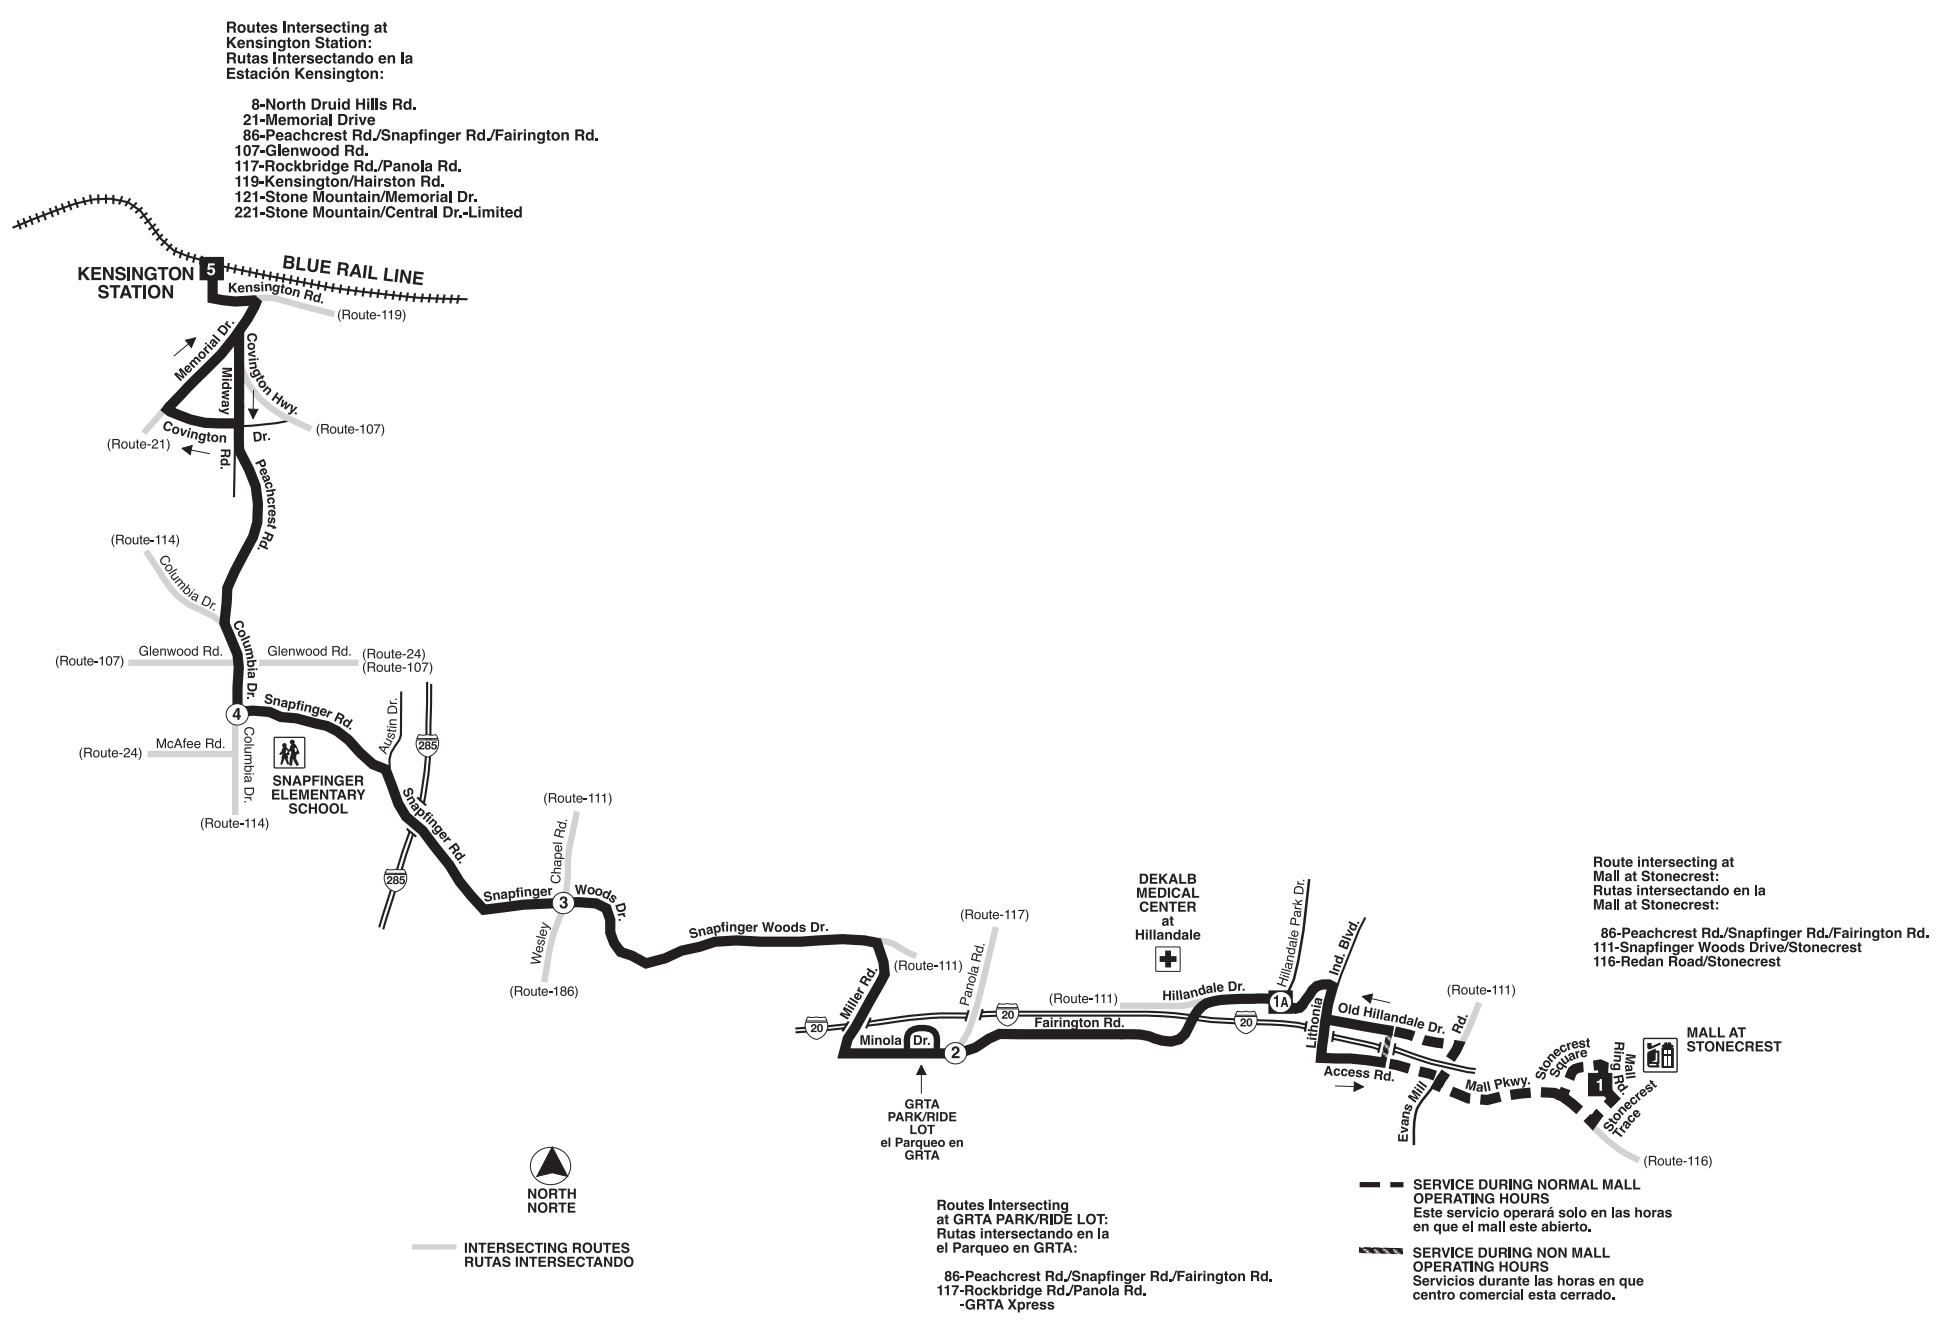 Routes Intersecting at
Kensington Station:
Rutas Intersectando en la
Estación Kensington:
8-North Druid Hills Rd.
21-Memorial Drive
86-Peachcrest Rd./Snapfinger Rd./Fairington Rd.
107-Glenwood Rd.
117-Rockbridge Rd./Panola Rd.
119-Kensington/Hairston Rd.
121-Stone Mountain/Memorial Dr.
221-Stone Mountain/Central Dr.-Limited
KENSINGTON
STATION
5
BLUE RAIL LINE
Kensington Rd.
(Route-119)
Memorial Dr.
Midway
Rd.
Covington Hwy.
(Route-107)
(Route-21)
Covington
Dr.
Peachcrest Rd.
(Route-114)
Columbia Dr.
Columbia Dr.
(Route-107)
Glenwood Rd.
Glenwood Rd.
(Route-24)
(Route-107)
4
Snapfinger Rd.
Austin Dr.
285
(Route-24)
McAfee Rd.
Columbia Dr.
(Route-114)
SNAPFINGER
ELEMENTARY
SCHOOL
Snapfinger Rd.
285
(Route-111)
Chapel Rd.
Snapfinger
3
Woods Dr.
Wesley
(Route-186)
Snapfinger Woods Dr.
(Route-111)
Miller Rd.
20
Minola
Dr.
2
(Route-117)
Panola Rd.
20
GRTA
PARK/RIDE
LOT
el Parqueo en
GRTA
Fairington Rd.
(Route-111)
Hillandale Dr.
DEKALB
MEDICAL
CENTER
at
Hillandale
20
1A
Hillandale Park Dr.
Lithonia
Ind. Blvd.
Old Hillandale Dr.
(Route-111)
Access Rd.
Evans Mill
Rd.
Mall Pkwy.
Stonecrest
Square
Mall
Ring Rd.
1
Stonecrest
Trace
(Route-116)
MALL AT
STONECREST
Route intersecting at
Mall at Stonecrest:
Rutas intersectando en la
Mall at Stonecrest:
86-Peachcrest Rd./Snapfinger Rd./Fairington Rd.
111-Snapfinger Woods Drive/Stonecrest
116-Redan Road/Stonecrest
NORTH
NORTE
INTERSECTING ROUTES
RUTAS INTERSECTANDO
Routes Intersecting
at GRTA PARK/RIDE LOT:
Rutas intersectando en la
el Parqueo en GRTA:
86-Peachcrest Rd./Snapfinger Rd./Fairington Rd.
117-Rockbridge Rd./Panola Rd.
-GRTA Xpress
SERVICE DURING NORMAL MALL
OPERATING HOURS
Este servicio operará solo en las horas
en que el mall este abierto.
SERVICE DURING NON MALL
OPERATING HOURS
Servicios durante las horas en que
centro comercial esta cerrado.